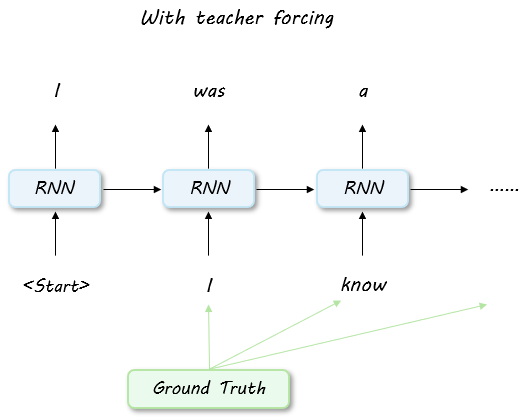 With teacher forcing
I was a
RNN RNN RNN ......
<Start> I know
Ground Truth